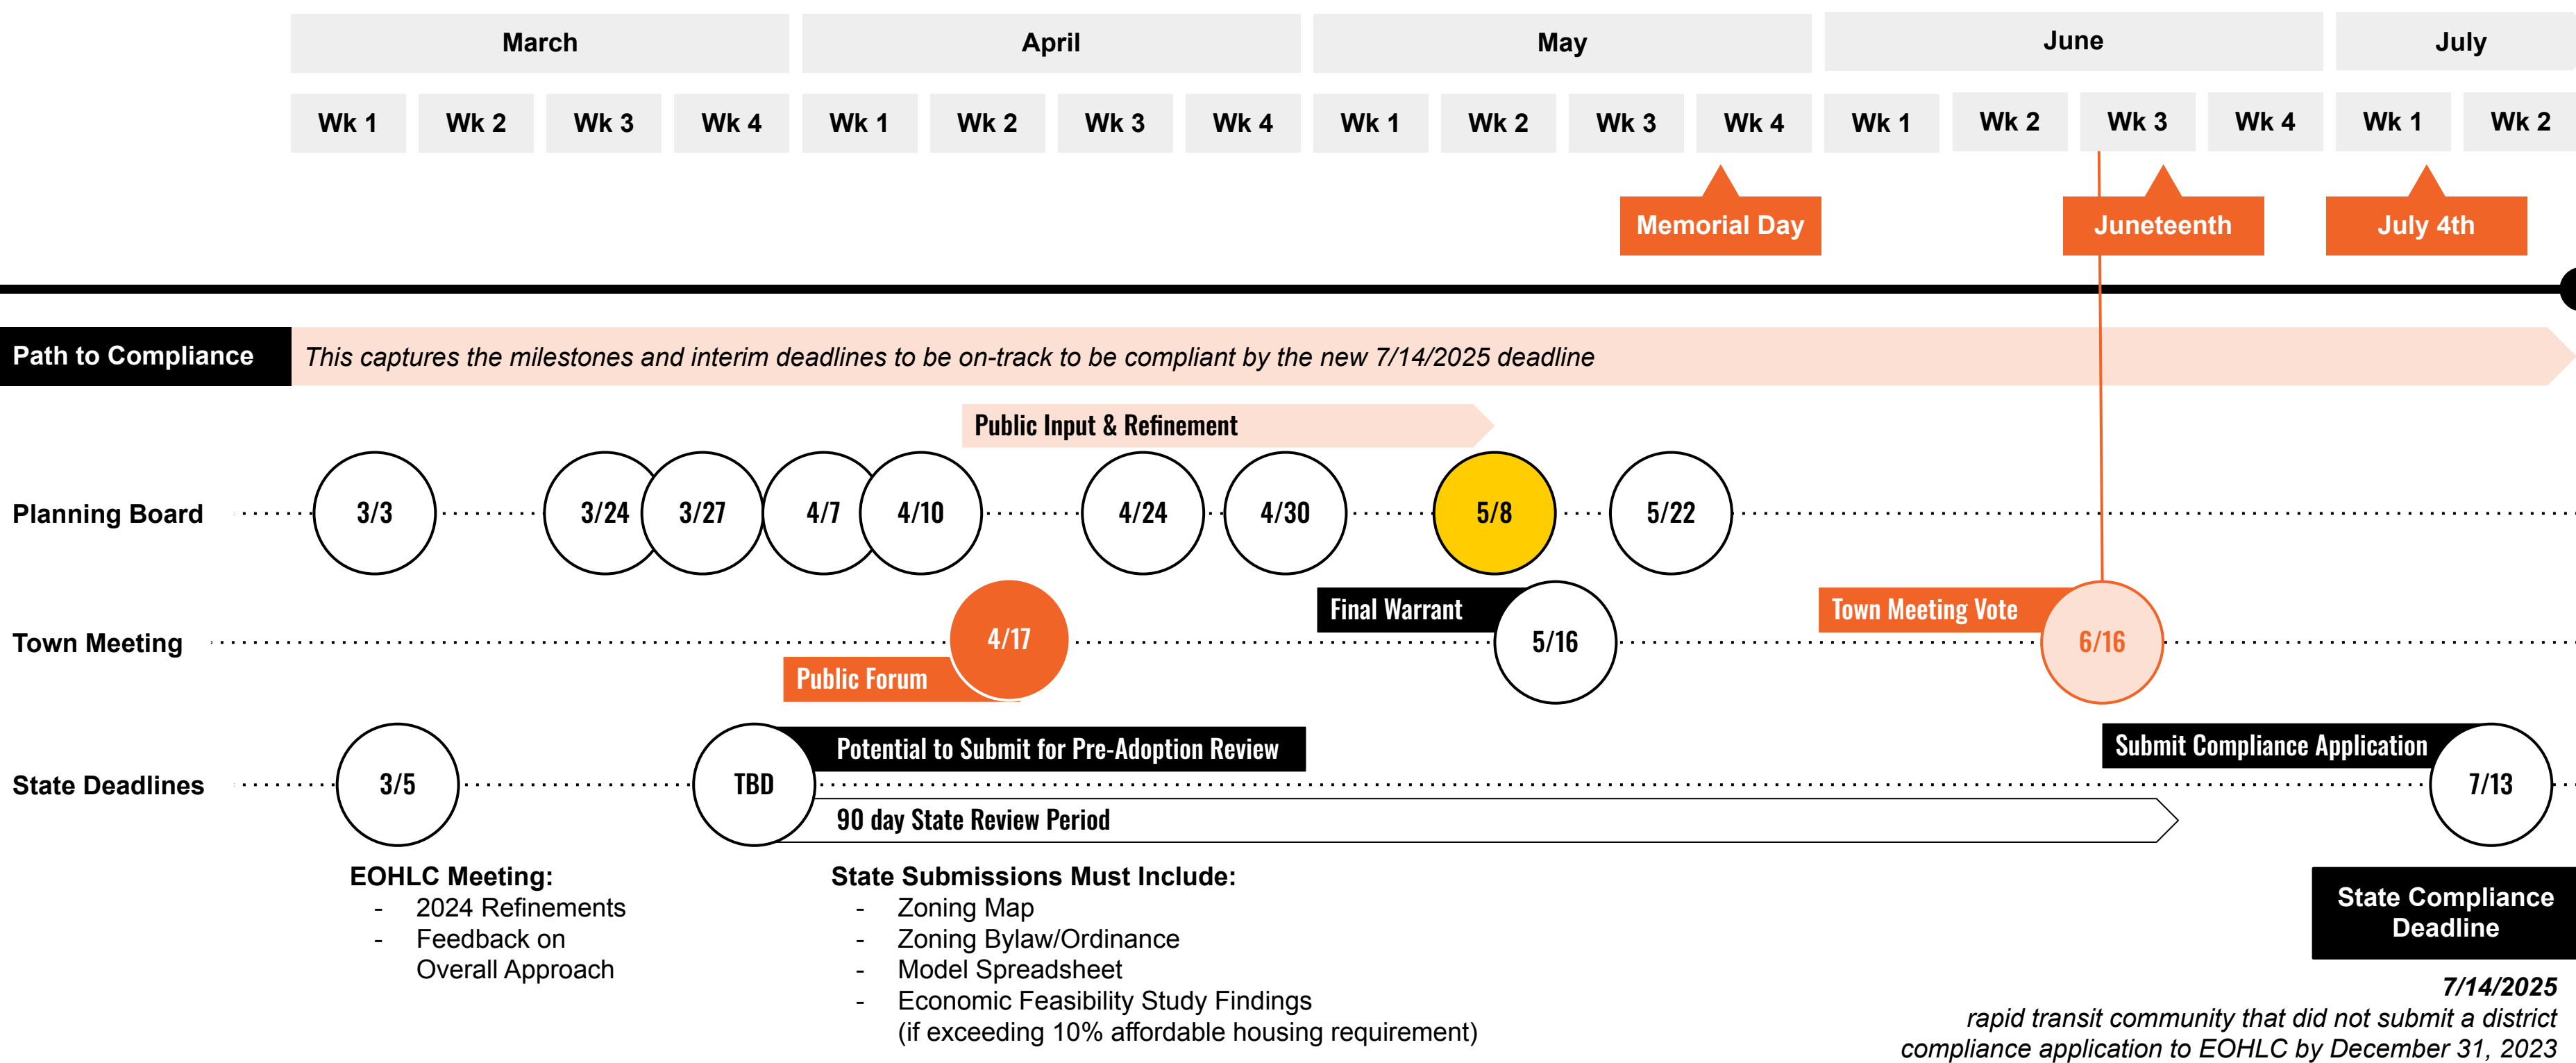 March April May June July
Wk 1 Wk 2 Wk 3 Wk 4 Wk 1 Wk 2 Wk 3 Wk 4 Wk 1 Wk 2 Wk 3 Wk 4 Wk 1 Wk 2 Wk 3 Wk 4 Wk 1 Wk 2
Memorial Day Juneteenth July 4th
Path to Compliance This captures the milestones and interim deadlines to be on-track to be compliant by the new 7/14/2025 deadline
Public Input & Refinement
Planning Board 3/3 3/24 3/27 4/7 4/10 4/24 4/30 5/8 5/22
Final Warrant Town Meeting Vote
Town Meeting 4/17 5/16 6/16
Public Forum
Potential to Submit for Pre-Adoption Review Submit Compliance Application
State Deadlines 3/5 TBD 7/13
90 day State Review Period
EOHLC Meeting:
- 2024 Refinements
- Feedback on
Overall Approach
State Submissions Must Include:
- Zoning Map
- Zoning Bylaw/Ordinance
- Model Spreadsheet
- Economic Feasibility Study Findings
(if exceeding 10% affordable housing requirement)
State Compliance
Deadline
7/14/2025
rapid transit community that did not submit a district
compliance application to EOHLC by December 31, 2023